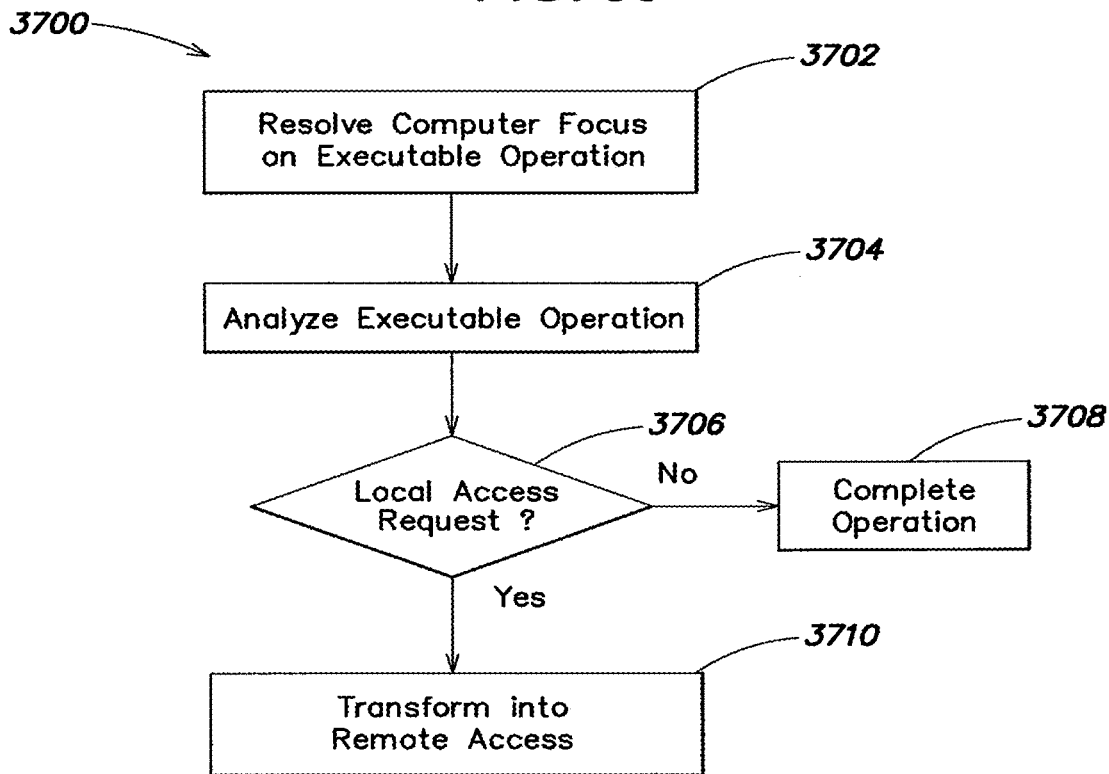 3700
3702
Resolve Computer Focus
on Executable Operation
3704
Analyze Executable Operation
3706
Local Access
Request ?
No
3708
Complete
Operation
Yes
3710
Transform into
Remote Access